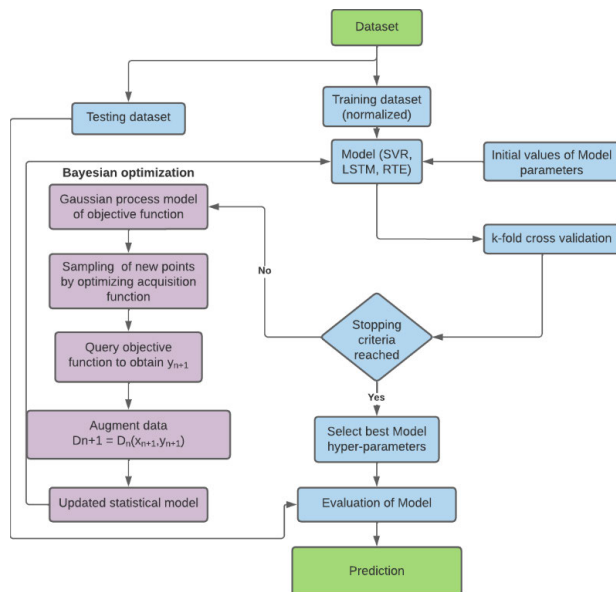 Dataset
Testing dataset
Training dataset
(normalized)
Bayesian optimization
Model (SVR,
LSTM, RTE)
Initial values of Model
parameters
Gaussian process model
of objective function
k-fold cross validation
No
Sampling of new points
by optimizing acquisition
function
Stopping
criteria
reached
Query objective
function to obtain yn+1
Yes
Augment data
Dn+1 = Dn(xn+1,yn+1)
Select best Model
hyper-parameters
Updated statistical model
Evaluation of Model
Prediction